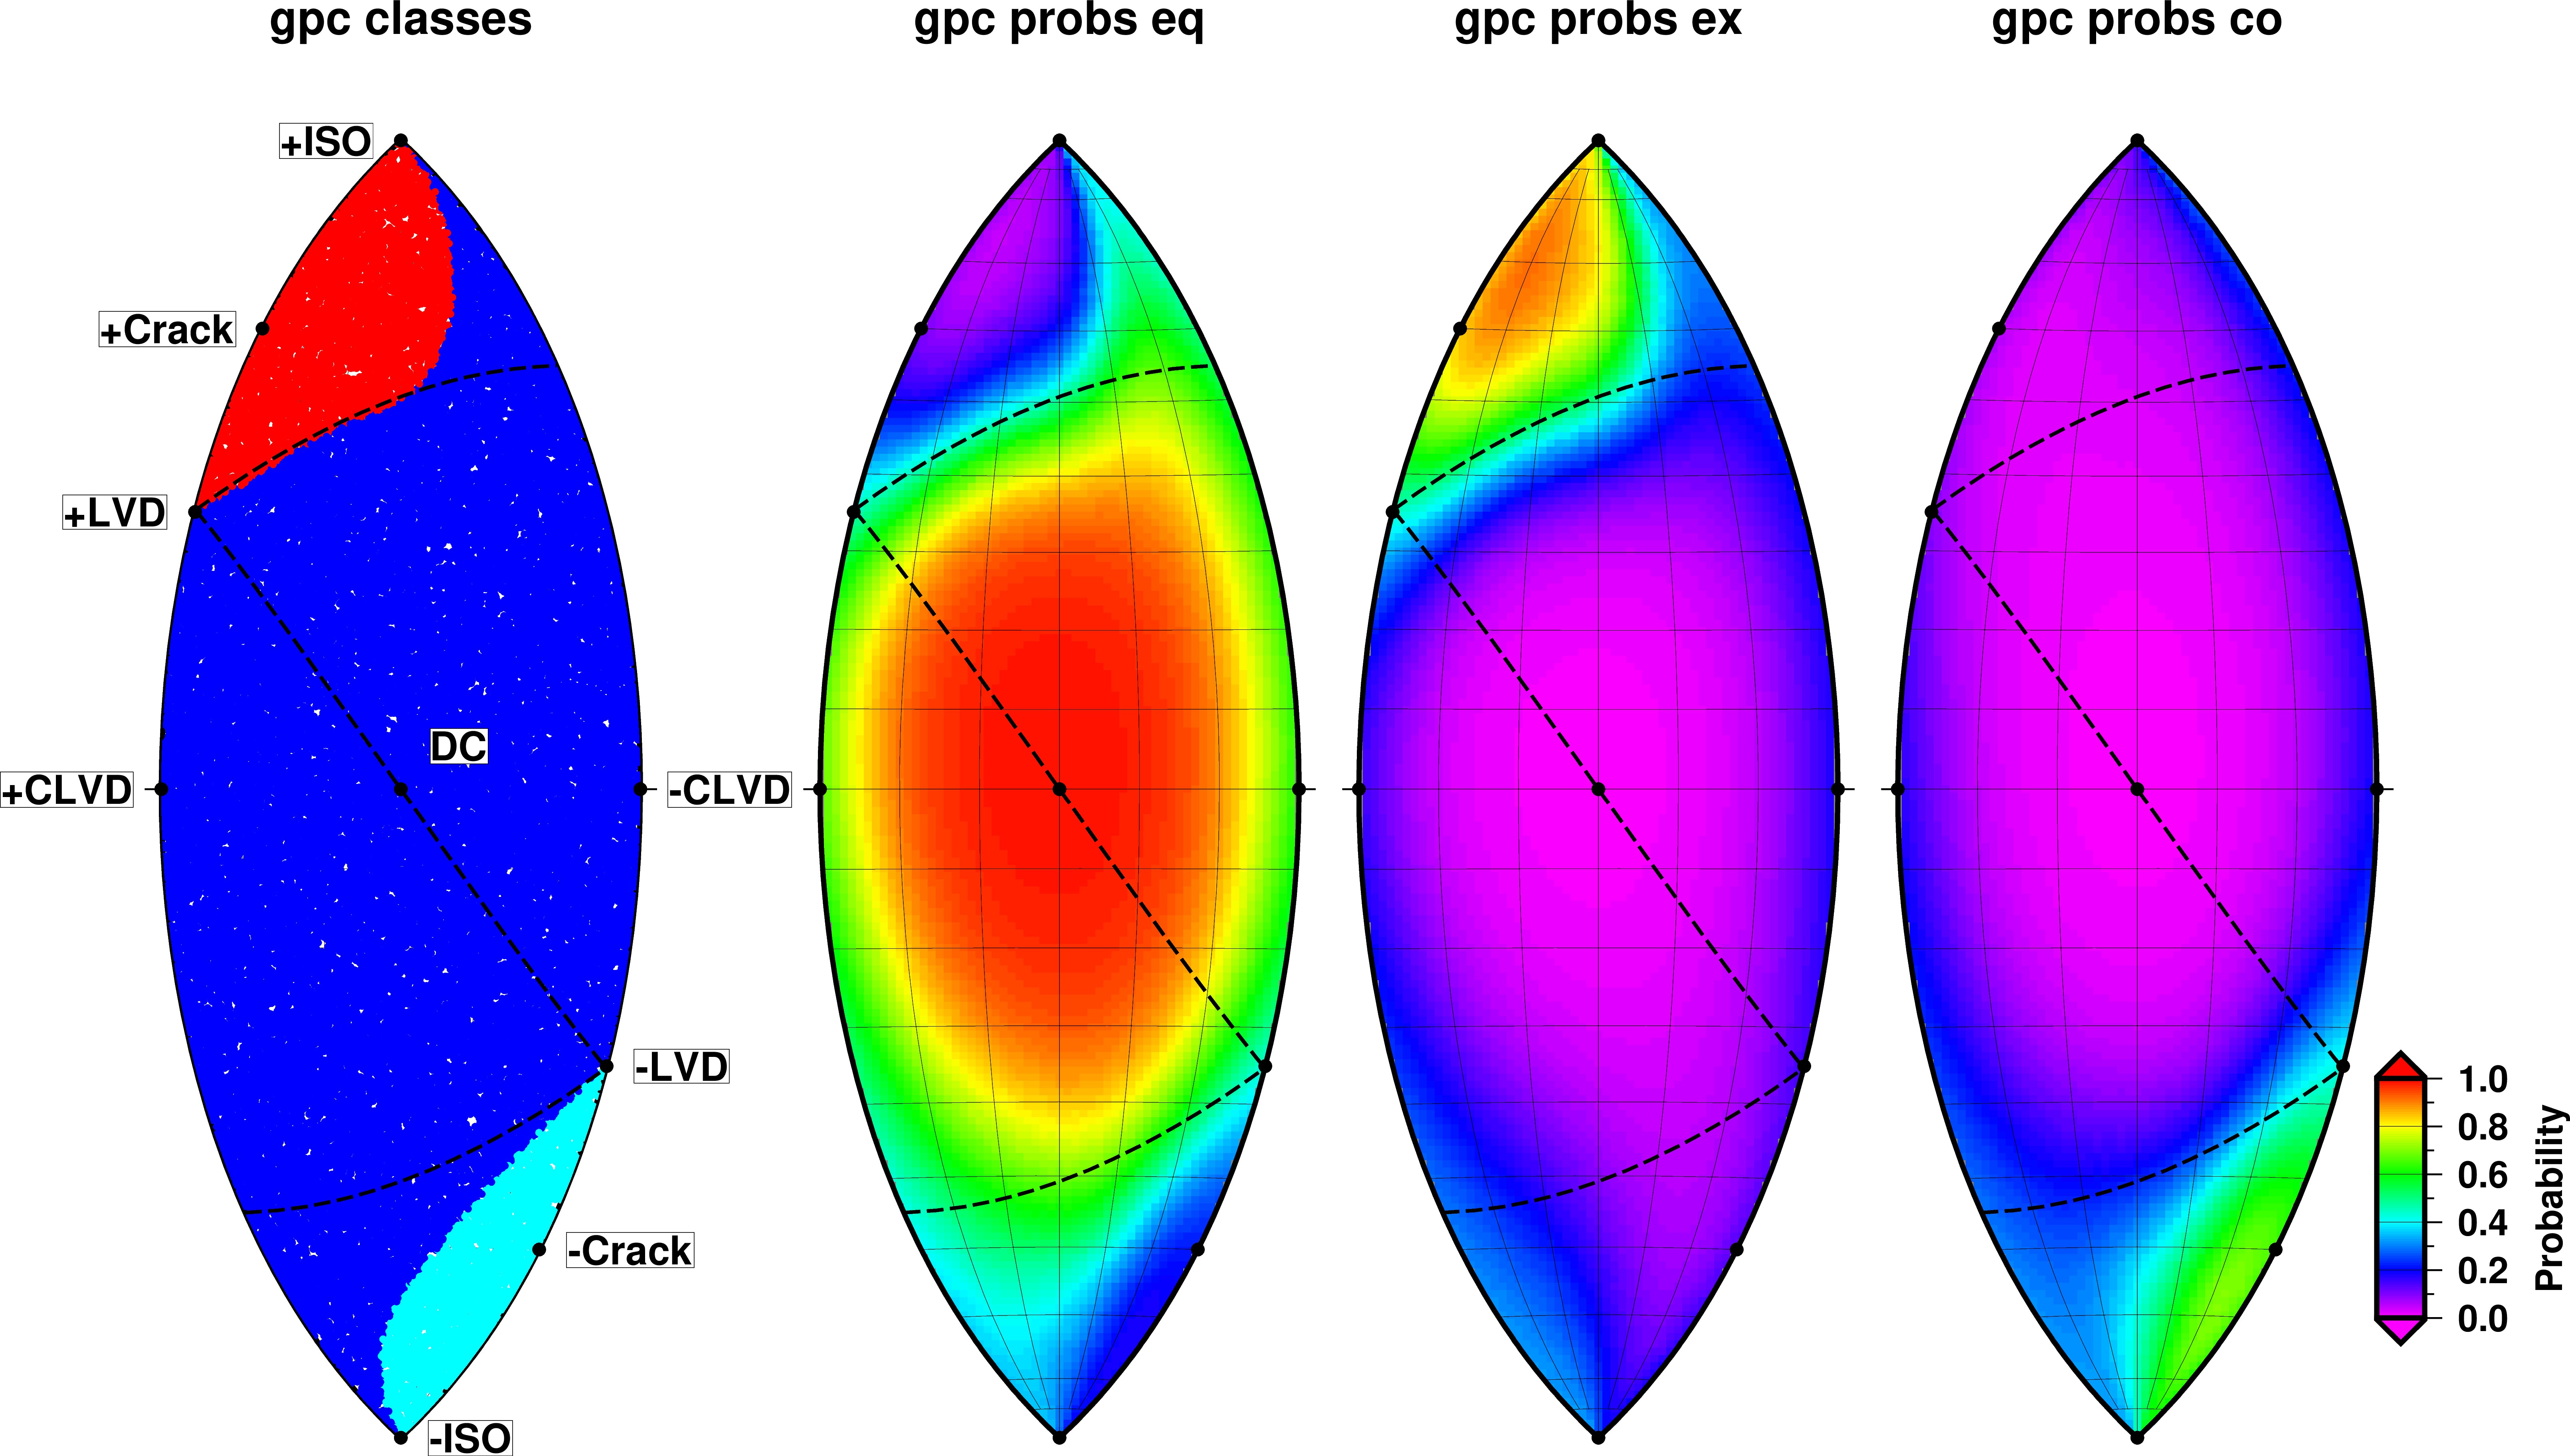 gpc classes
gpc probs eq
gpc probs ex
gpc probs co
+ISO
+Crack
+LVD
DC
+CLVD
-CLVD
-LVD
-Crack
-ISO
1.0
0.8
0.6
0.4
0.2
0.0
Probability